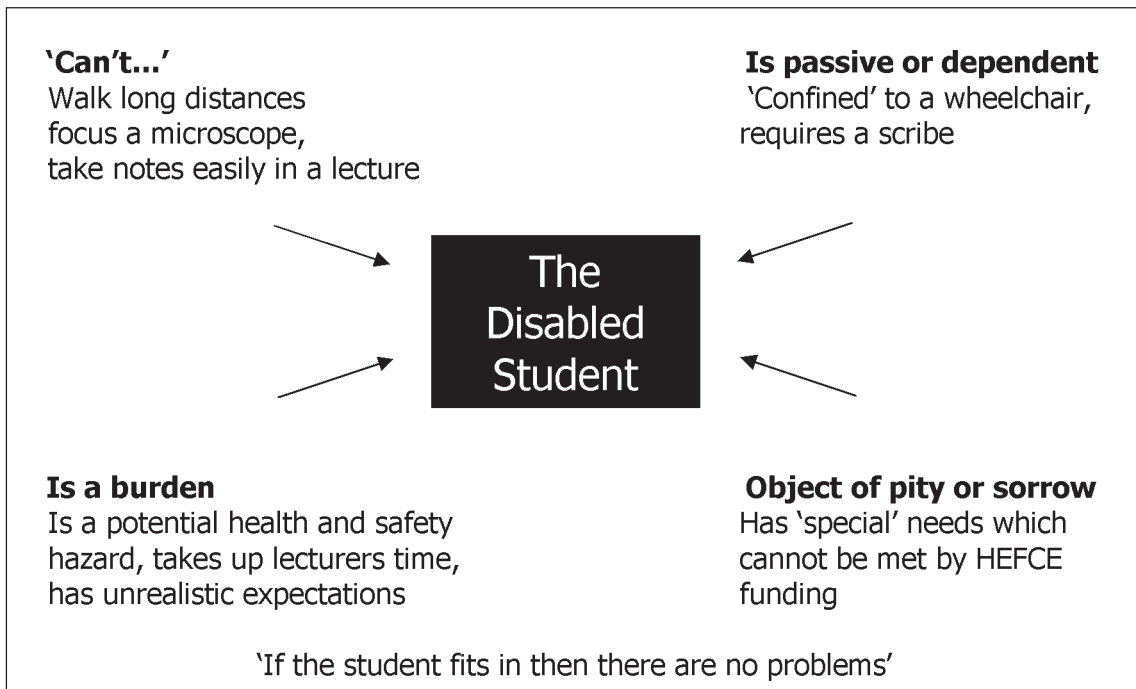 ‘Can’t...’
Walk long distances
focus a microscope,
take notes easily in a lecture
Is passive or dependent
‘Confined’ to a wheelchair,
requires a scribe
The
Disabled
Student
Is a burden
Is a potential health and safety
hazard, takes up lecturers time,
has unrealistic expectations
Object of pity or sorrow
Has ‘special’ needs which
cannot be met by HEFCE
funding
‘If the student fits in then there are no problems’